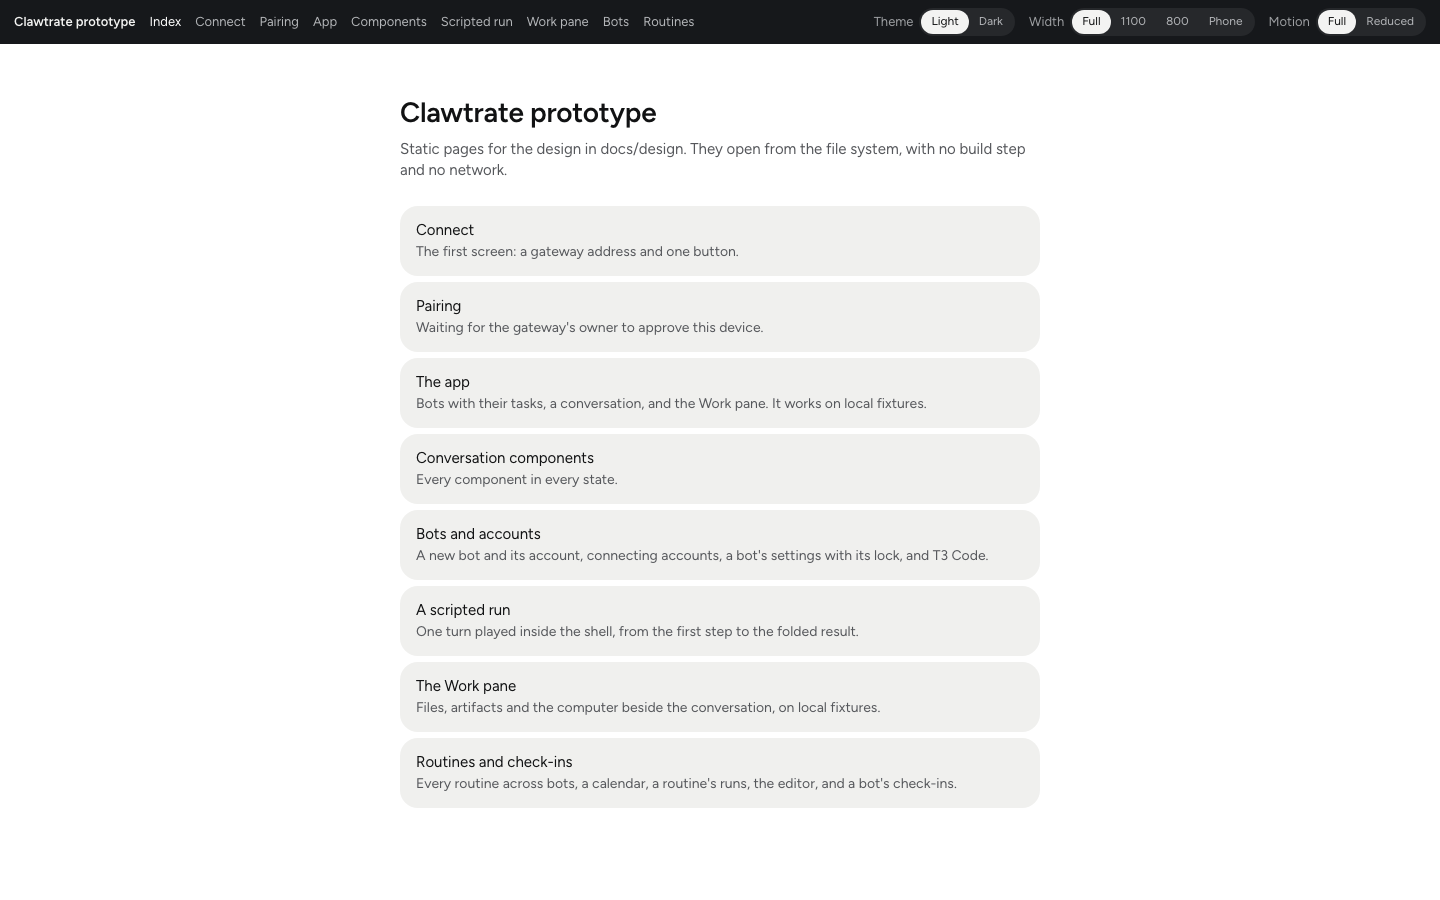 Clawtrate prototype Index Connect Pairing App Components Scripted run Work pane Bots Routines Theme Light Dark Width Full 1100 800 Phone Motion Full Reduced
Clawtrate prototype
Static pages for the design in docs/design. They open from the file system, with no build step
and no network.
Connect
The first screen: a gateway address and one button.
Pairing
Waiting for the gateway's owner to approve this device.
The app
Bots with their tasks, a conversation, and the Work pane. It works on local fixtures.
Conversation components
Every component in every state.
Bots and accounts
A new bot and its account, connecting accounts, a bot's settings with its lock, and T3 Code.
A scripted run
One turn played inside the shell, from the first step to the folded result.
The Work pane
Files, artifacts and the computer beside the conversation, on local fixtures.
Routines and check-ins
Every routine across bots, a calendar, a routine's runs, the editor, and a bot's check-ins.